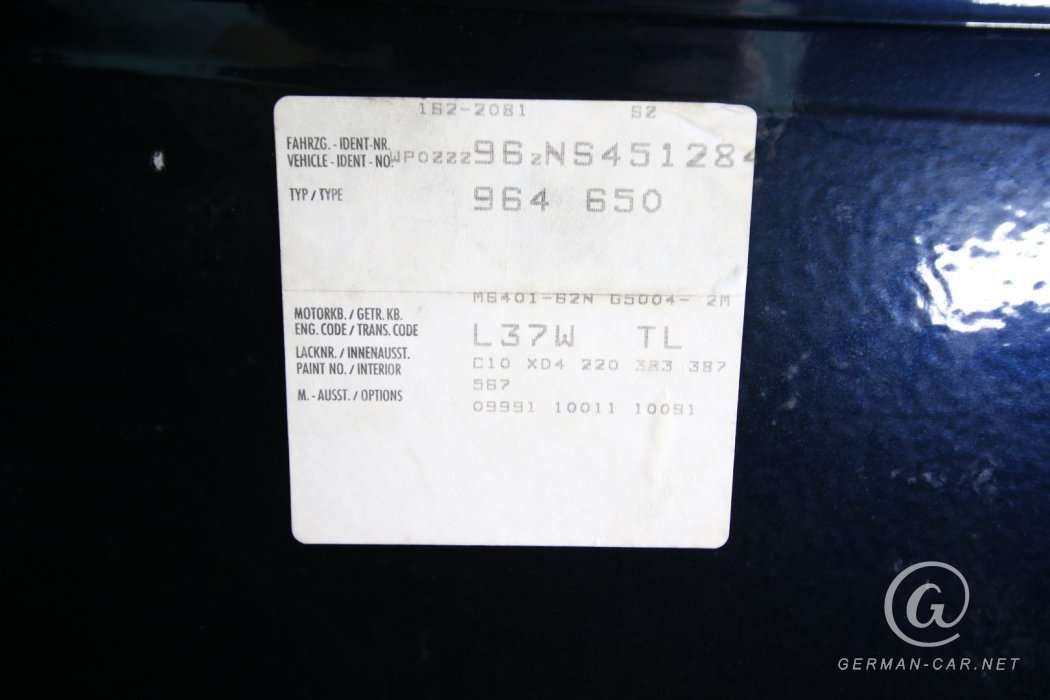 162-2081 SZ
FAHRZG. - IDENT-NR.
VEHICLE - IDENT - NO. WP0ZZZ96zNS451284
TYP / TYPE 964 650
M6401-62N G5004- 2M
MOTORKB. / GETR. KB.
ENG. CODE / TRANS. CODE L37W TL
LACKNR. / INNENAUSST.
PAINT NO. / INTERIOR C10 XD4 220 383 387
567
M. - AUSST. / OPTIONS 09991 10011 10091
G
GERMAN-CAR.NET